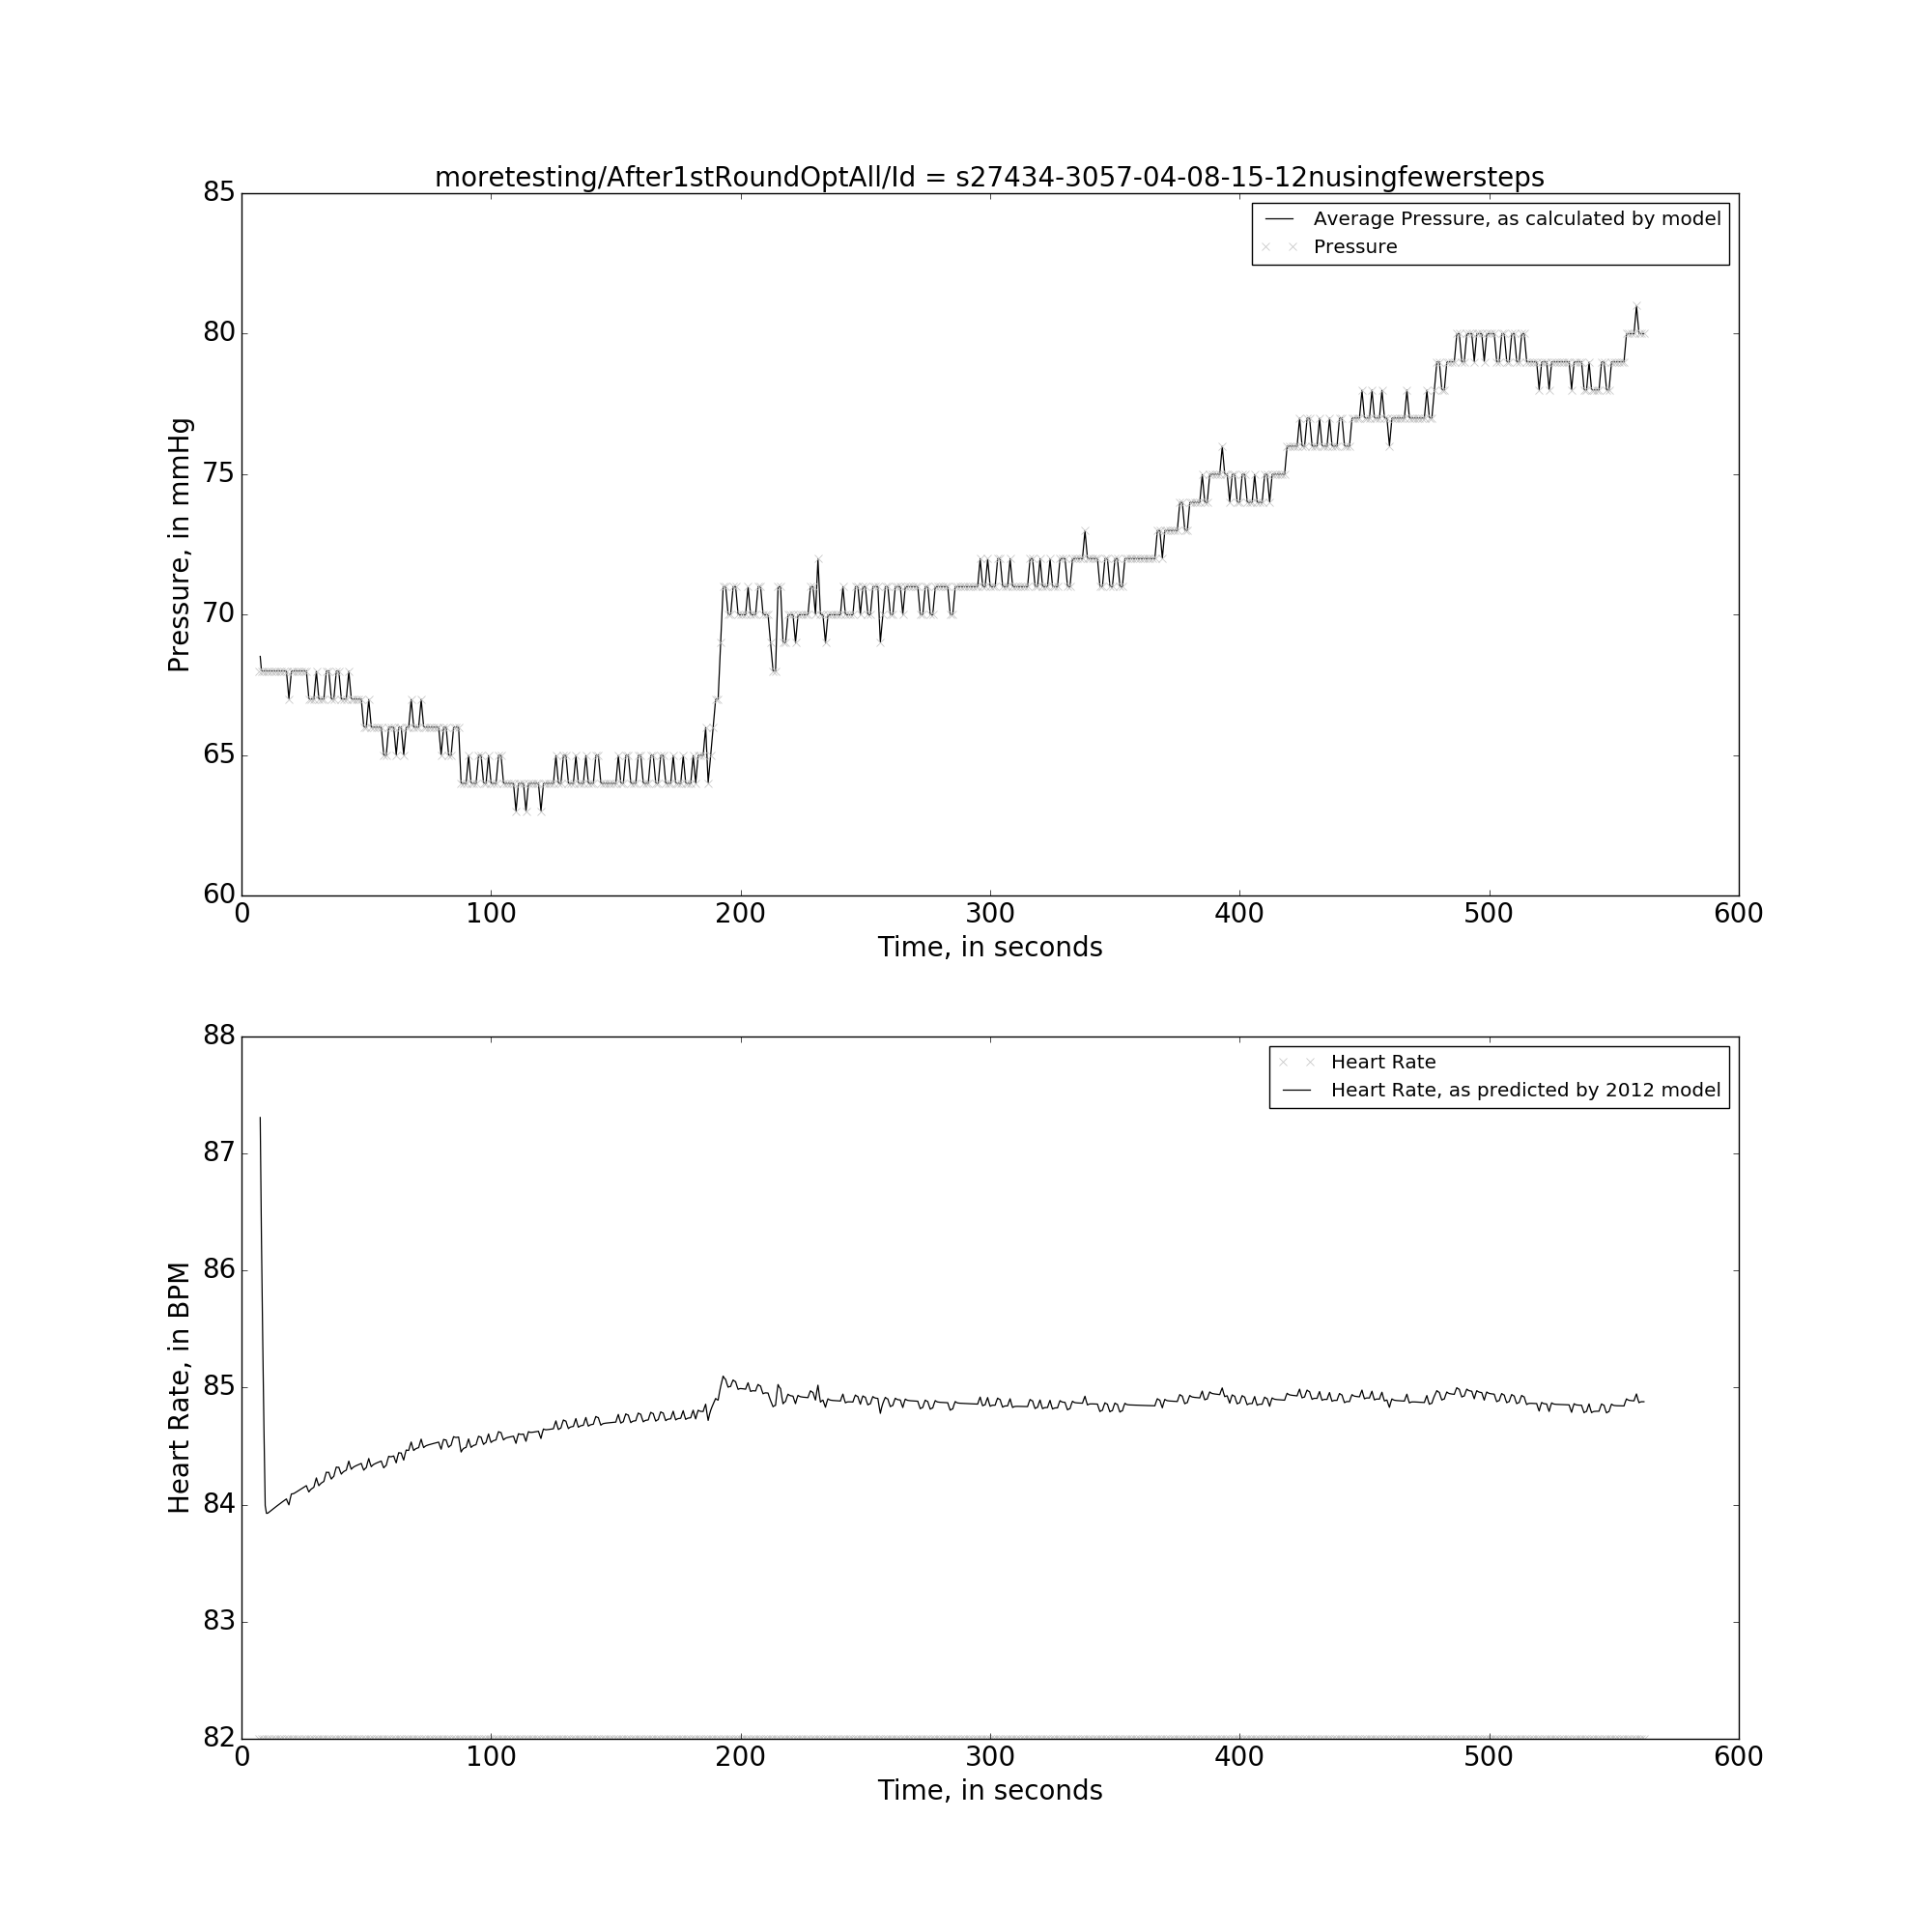 moretesting/After1stRoundOptAll/Id = s27434-3057-04-08-15-12nusingfewersteps
85
80
75
70
65
60
Pressure, in mmHg
Average Pressure, as calculated by model
Pressure
0 100 200 300 400 500 600
Time, in seconds
88
87
86
85
84
83
82
Heart Rate, in BPM
Heart Rate
Heart Rate, as predicted by 2012 model
0 100 200 300 400 500 600
Time, in seconds